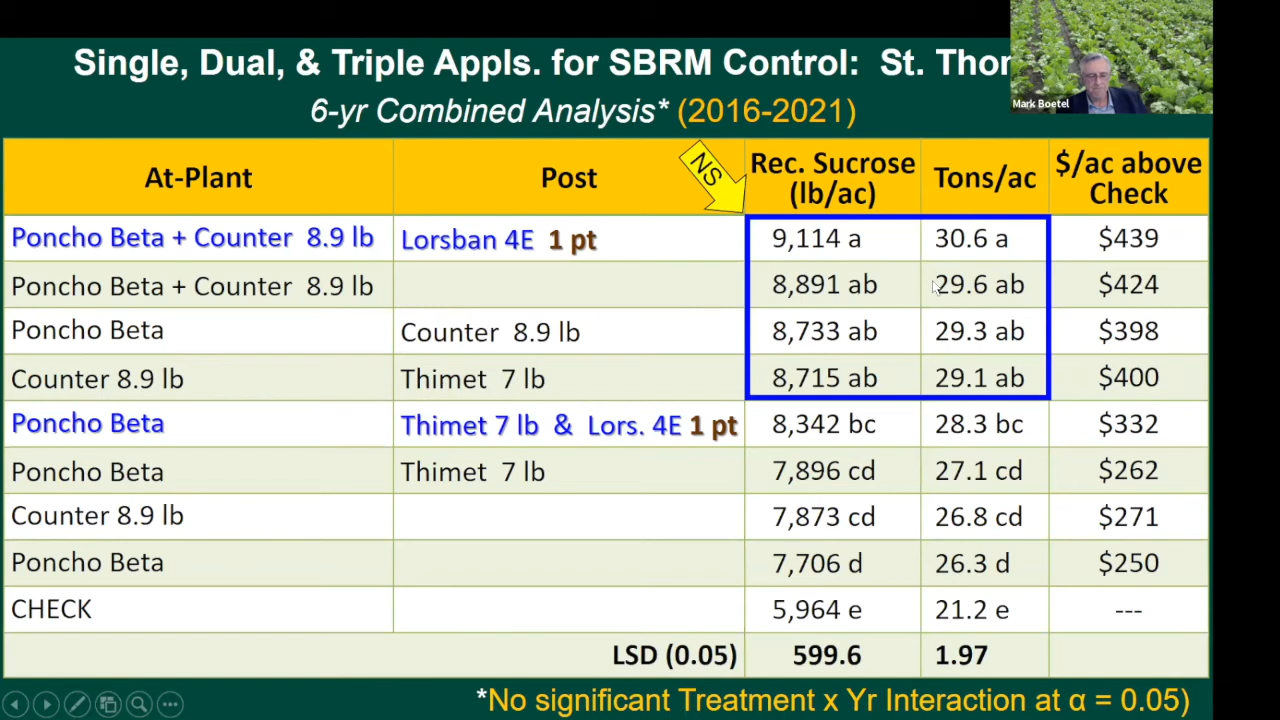 Single, Dual, & Triple Appls. for SBRM Control: St. Thom
6-yr Combined Analysis* (2016-2021)
Mark Boetel
At-Plant Post NS Rec. Sucrose (lb/ac) Tons/ac $/ac above Check
Poncho Beta + Counter 8.9 lb Lorsban 4E 1 pt 9,114 a 30.6 a $439
Poncho Beta + Counter 8.9 lb 8,891 ab 29.6 ab $424
Poncho Beta Counter 8.9 lb 8,733 ab 29.3 ab $398
Counter 8.9 lb Thimet 7 lb 8,715 ab 29.1 ab $400
Poncho Beta Thimet 7 lb & Lors. 4E 1 pt 8,342 bc 28.3 bc $332
Poncho Beta Thimet 7 lb 7,896 cd 27.1 cd $262
Counter 8.9 lb 7,873 cd 26.8 cd $271
Poncho Beta 7,706 d 26.3 d $250
CHECK 5,964 e 21.2 e ---
LSD (0.05) 599.6 1.97
*No significant Treatment x Yr Interaction at α = 0.05)